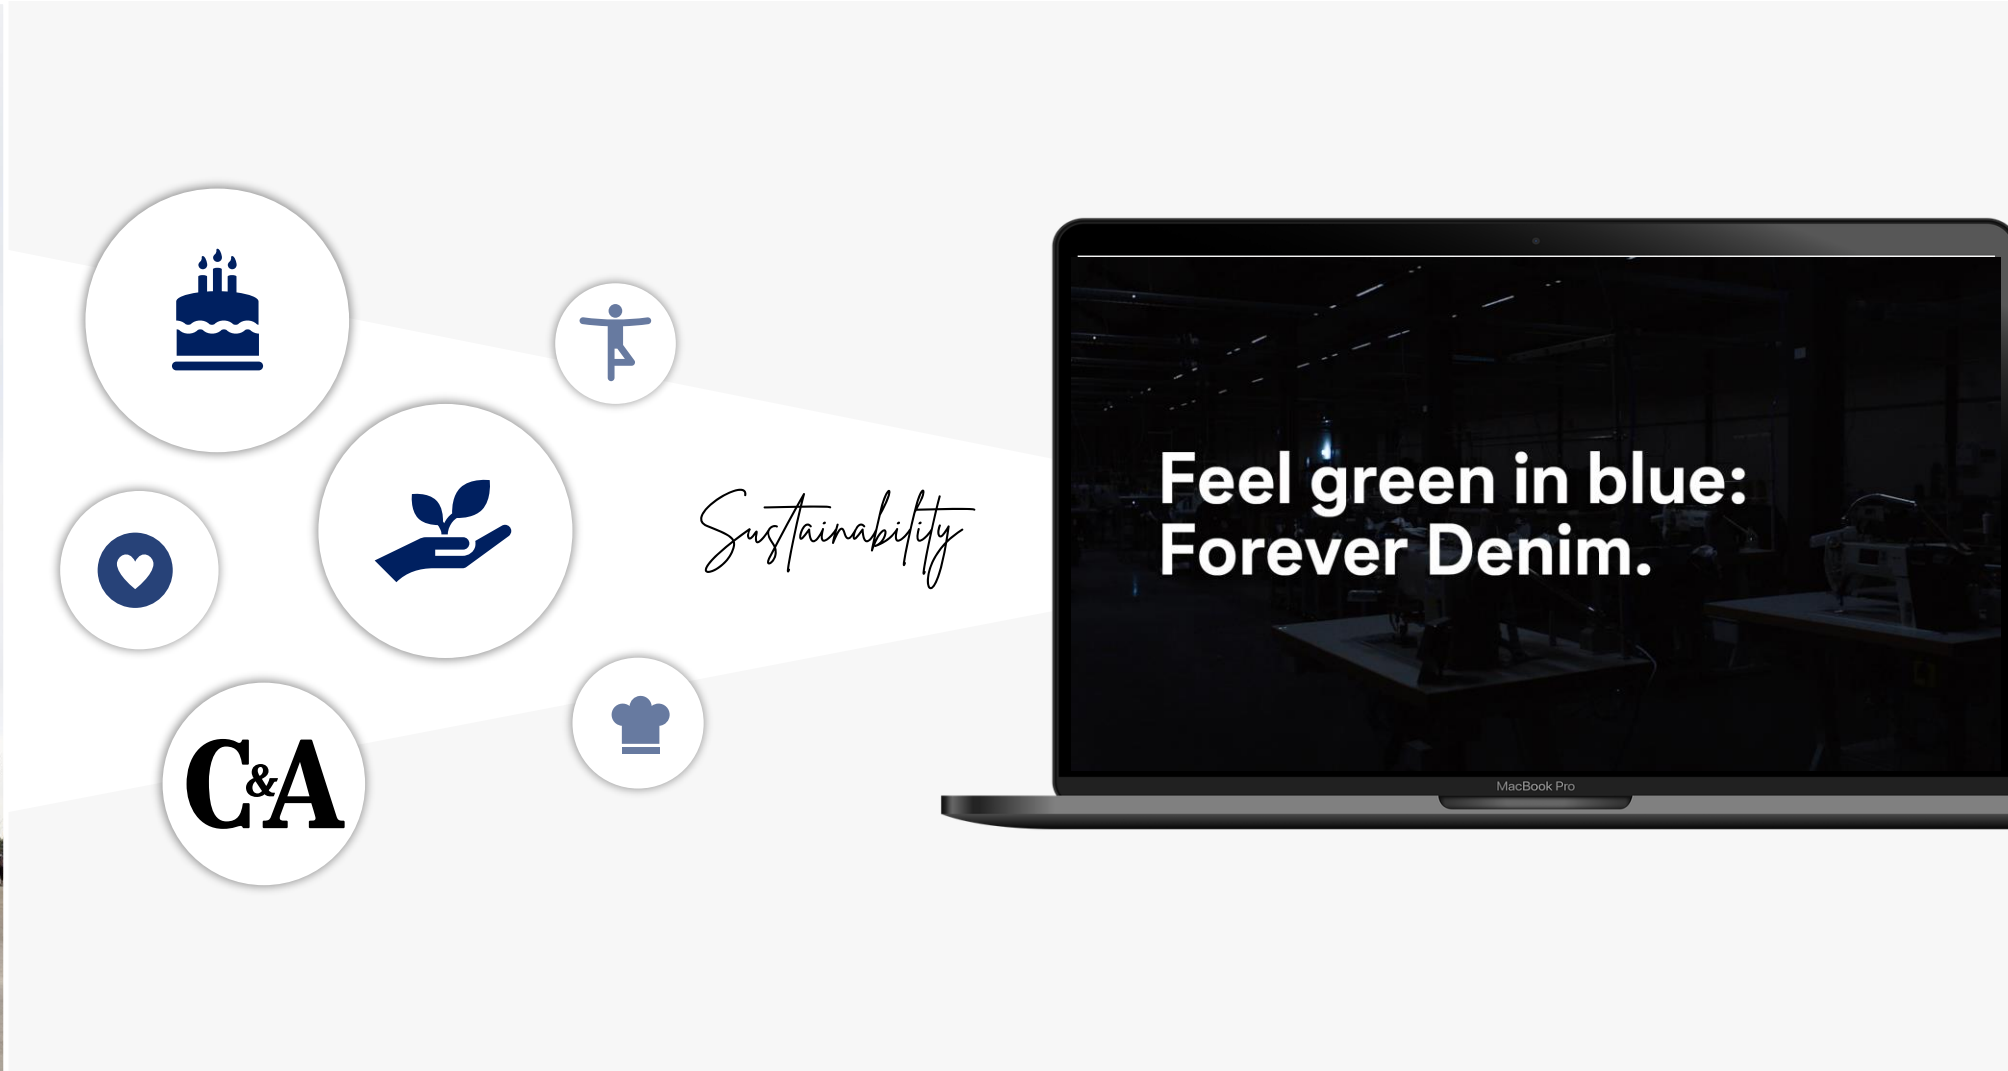 Sustainability
C&A
Feel green in blue:
Forever Denim.
MacBook Pro